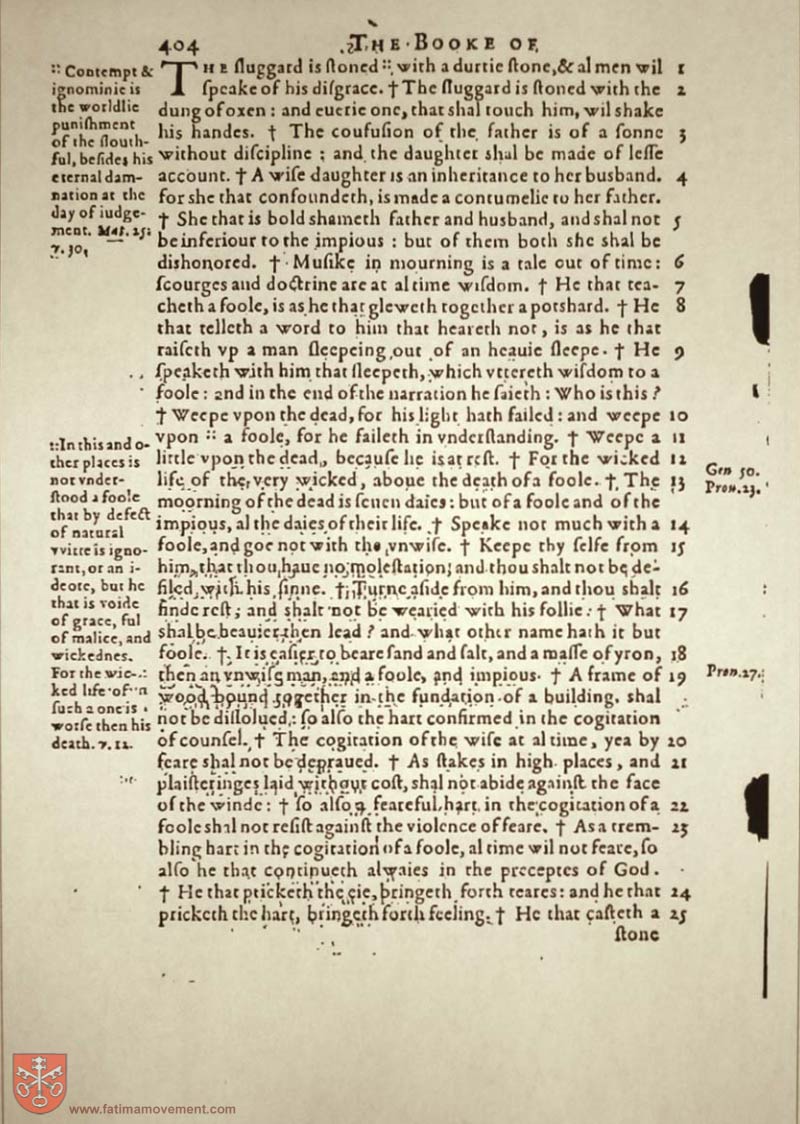 404 THE BOOKE OF
THE sluggard is stoned :: with a durtie stone, & al men wil 1
speake of his disgrace. † The sluggard is stoned with the 2
dung of oxen : and euerie one, that shal touch him, wil shake
his handes. † The coufusion of the father is of a sonne 3
without discipline ; and the daughter shal be made of lesse
account. † A wise daughter is an inheritance to her husband. 4
for she that confoundeth, is made a contumelie to her father.
† She that is bold shameth father and husband, and shal not 5
be inferiour to the impious : but of them both she shal be
dishonored. † Musike in mourning is a tale out of time : 6
scourges and doctrine are at al time wisdom. † He that tea- 7
cheth a foole, is as he that gleweth together a potshard. † He 8
that telleth a word to him that heareth not, is as he that
raiseth vp a man sleepeing out of an heauie sleepe. † He 9
speaketh with him that sleepeth, which vttereth wisdom to a
foole : and in the end of the narration he saieth : Who is this ?
† Weepe vpon the dead, for his light hath failed : and weepe 10
vpon :: a foole, for he faileth in vnderstanding. † Weepe a 11
little vpon the dead, because he is at rest. † For the wicked 12
life of the very wicked, aboue the death of a foole. † The 13
moorning of the dead is seuen daies : but of a foole and of the
impious, al the daies of their life. † Speake not much with a 14
foole, and goe not with the vnwise. † Keepe thy selfe from 15
him, that thou haue no molestation; and thou shalt not be de-
filed with his sinne. † Turne aside from him, and thou shalt 16
finde rest ; and shalt not be wearied with his follie : † What 17
shal be heauier then lead ? and what other name hath it but
foole. † It is easier to beare sand and salt, and a masse of yron, 18
then an vnwise man, and a foole, and impious. † A frame of 19
wood bound together in the fundation of a building, shal
not be dissolued : so also the hart confirmed in the cogitation
of counsel. † The cogitation of the wise at al time, yea by 20
feare shal not be depraued. † As stakes in high places, and 21
plaisteringes laid without cost, shal not abide against the face
of the winde : † so also a feareful hart in the cogitation of a 22
foole shal not resist against the violence of feare. † As a trem- 23
bling hart in the cogitation of a foole, al time wil not feare, so
also he that continueth alwaies in the preceptes of God.
† He that pricketh the eie, bringeth forth teares : and he that 24
pricketh the hart, bringeth forth feeling. † He that casteth a 25
stone
:: Contempt &
ignominie is
the worldlie
punishment
of the slouth-
ful, besides his
eternal dam-
nation at the
day of iudge-
ment. Mat. 25:
v. 30,
:: In this and o-
ther places is
not vnder-
stood a foole
that by defect
of natural
vvitte is igno-
rant, or an i-
deote, but he
that is voide
of grace, ful
of malice, and
wickednes.
For the wic-
ked life of
such a one is
worse then his
death. v. 12.
Gen 50.
Prou. 23.
Prou. 27.
www.fatimamovement.com